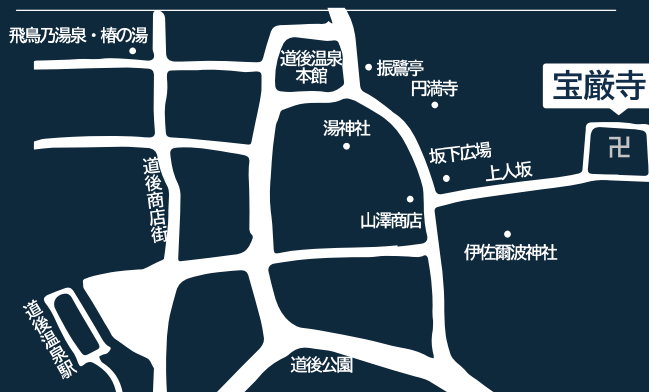 飛鳥乃湯泉・椿の湯
道後温泉
本館
振鷺亭
円満寺
宝厳寺
湯神社
坂下広場
卍
上人坂
道後商店街
山澤商店
伊佐爾波神社
道後温泉駅
道後公園